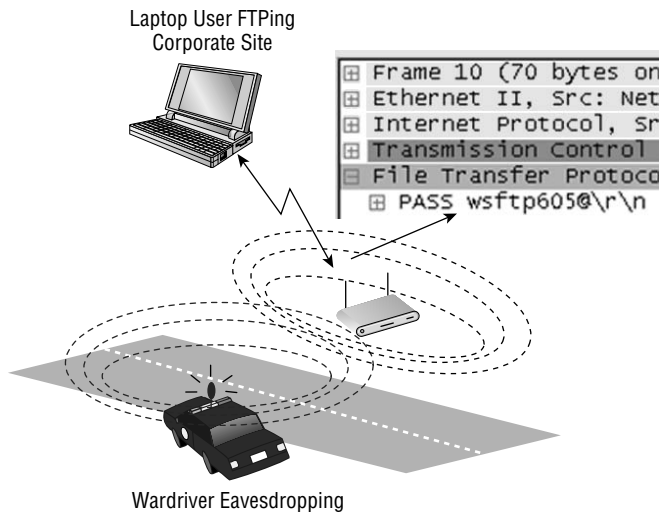 Laptop User FTPing
Corporate Site
Frame 10 (70 bytes on
Ethernet II, Src: Net
Internet Protocol, Sr
Transmission Control
File Transfer Protoco
PASS wsftp605@\r\n
Wardriver Eavesdropping